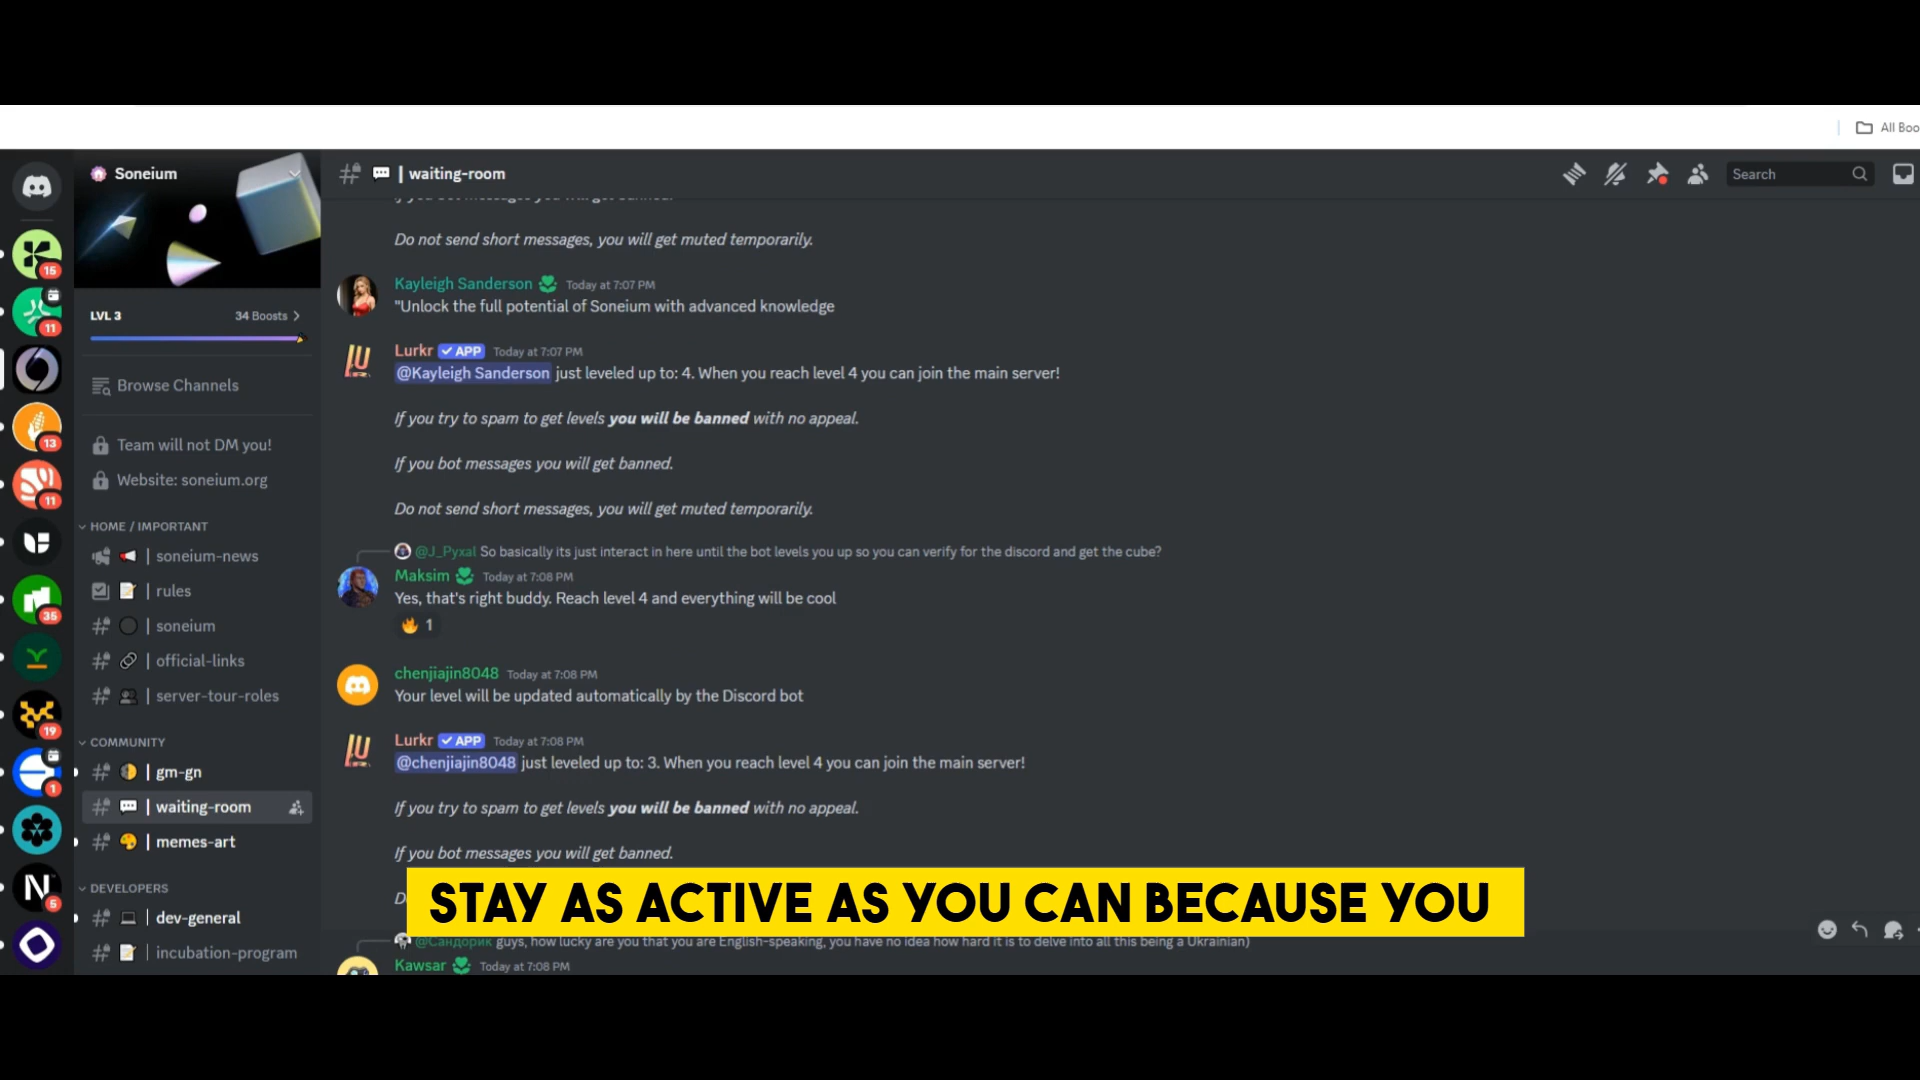 All Boo
Soneium
| waiting-room
Search
Do not send short messages, you will get muted temporarily.
Kayleigh Sanderson Today at 7:07 PM
"Unlock the full potential of Soneium with advanced knowledge
LVL 3 34 Boosts
Lurkr APP Today at 7:07 PM
@Kayleigh Sanderson just leveled up to: 4. When you reach level 4 you can join the main server!
Browse Channels
If you try to spam to get levels you will be banned with no appeal.
Team will not DM you!
If you bot messages you will get banned.
Website: soneium.org
Do not send short messages, you will get muted temporarily.
HOME / IMPORTANT
| soneium-news
@J_Pyxal So basically its just interact in here until the bot levels you up so you can verify for the discord and get the cube?
Maksim Today at 7:08 PM
Yes, that's right buddy. Reach level 4 and everything will be cool
1
| rules
| soneium
| official-links
| server-tour-roles
chenjiajin8048 Today at 7:08 PM
Your level will be updated automatically by the Discord bot
COMMUNITY
Lurkr APP Today at 7:08 PM
@chenjiajin8048 just leveled up to: 3. When you reach level 4 you can join the main server!
| gm-gn
| waiting-room
If you try to spam to get levels you will be banned with no appeal.
| memes-art
If you bot messages you will get banned.
DEVELOPERS
STAY AS ACTIVE AS YOU CAN BECAUSE YOU
| dev-general
@Сандорик guys, how lucky are you that you are English-speaking, you have no idea how hard it is to delve into all this being a Ukrainian)
| incubation-program
Kawsar Today at 7:08 PM
15
11
13
11
35
19
1
N
5
LU
LU